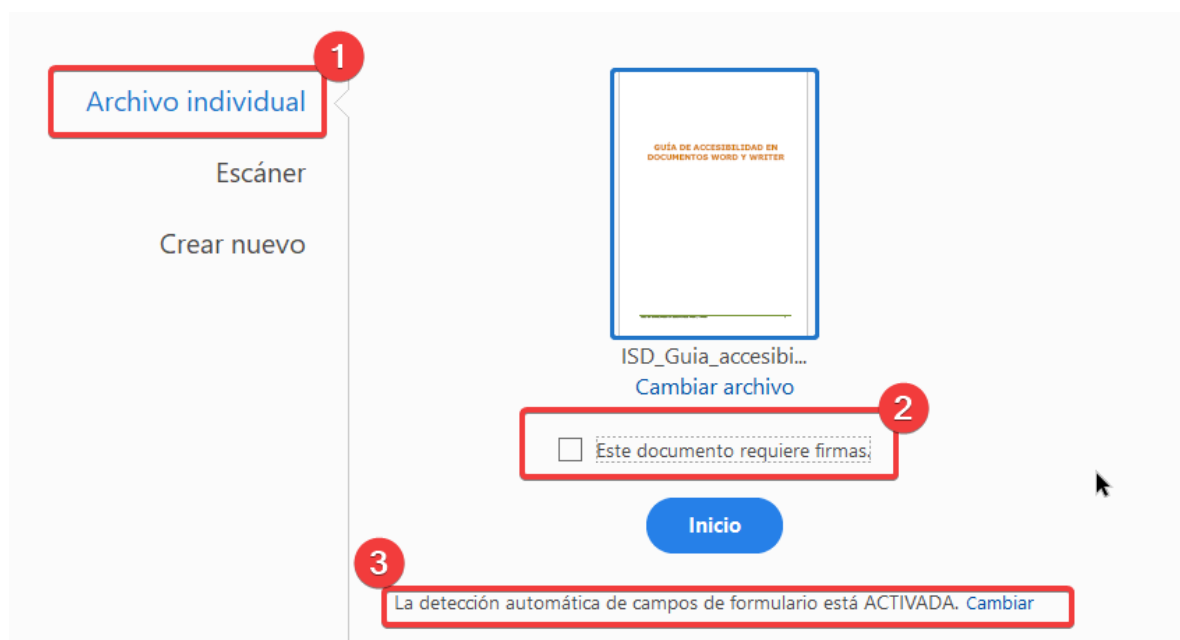 1
Archivo individual
Escáner
Crear nuevo
GUÍA DE ACCESIBILIDAD EN
DOCUMENTOS WORD Y WRITER
ISD_Guia_accesibi...
Cambiar archivo
2
Este documento requiere firmas.
Inicio
3
La detección automática de campos de formulario está ACTIVADA. Cambiar